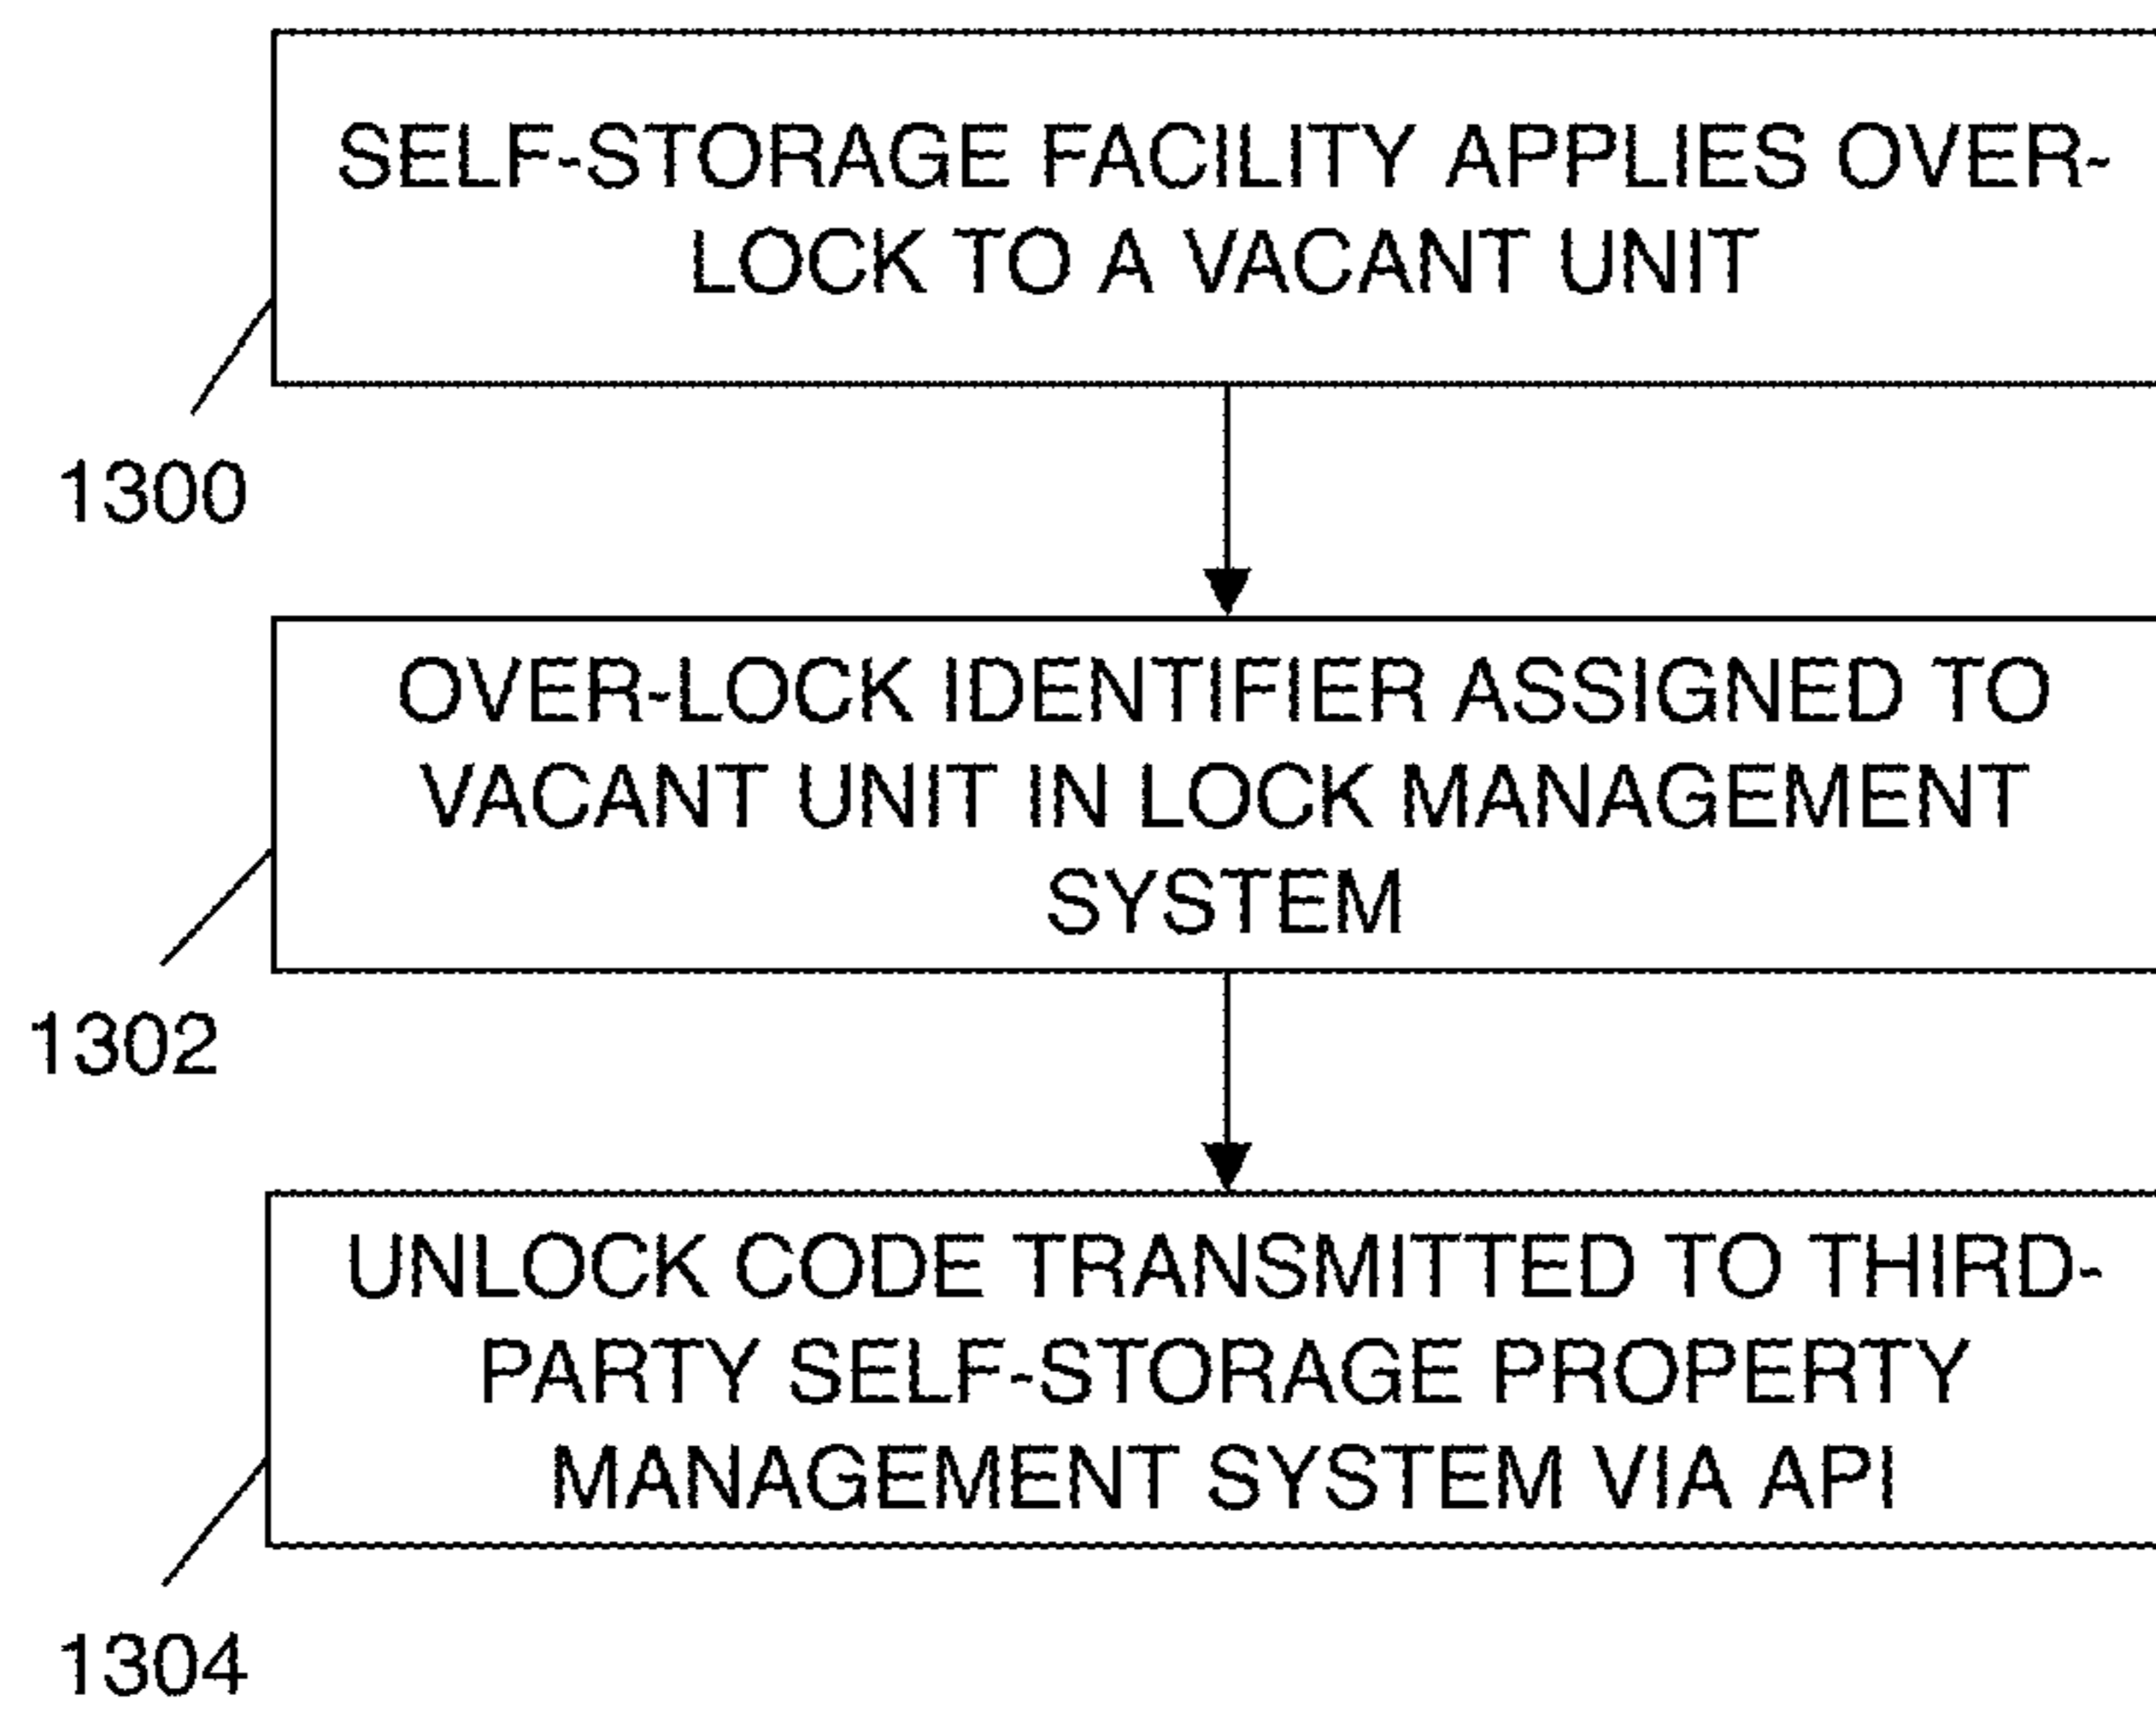 SELF-STORAGE FACILITY APPLIES OVER-
LOCK TO A VACANT UNIT
1300
OVER-LOCK IDENTIFIER ASSIGNED TO
VACANT UNIT IN LOCK MANAGEMENT
SYSTEM
1302
UNLOCK CODE TRANSMITTED TO THIRD-
PARTY SELF-STORAGE PROPERTY
MANAGEMENT SYSTEM VIA API
1304